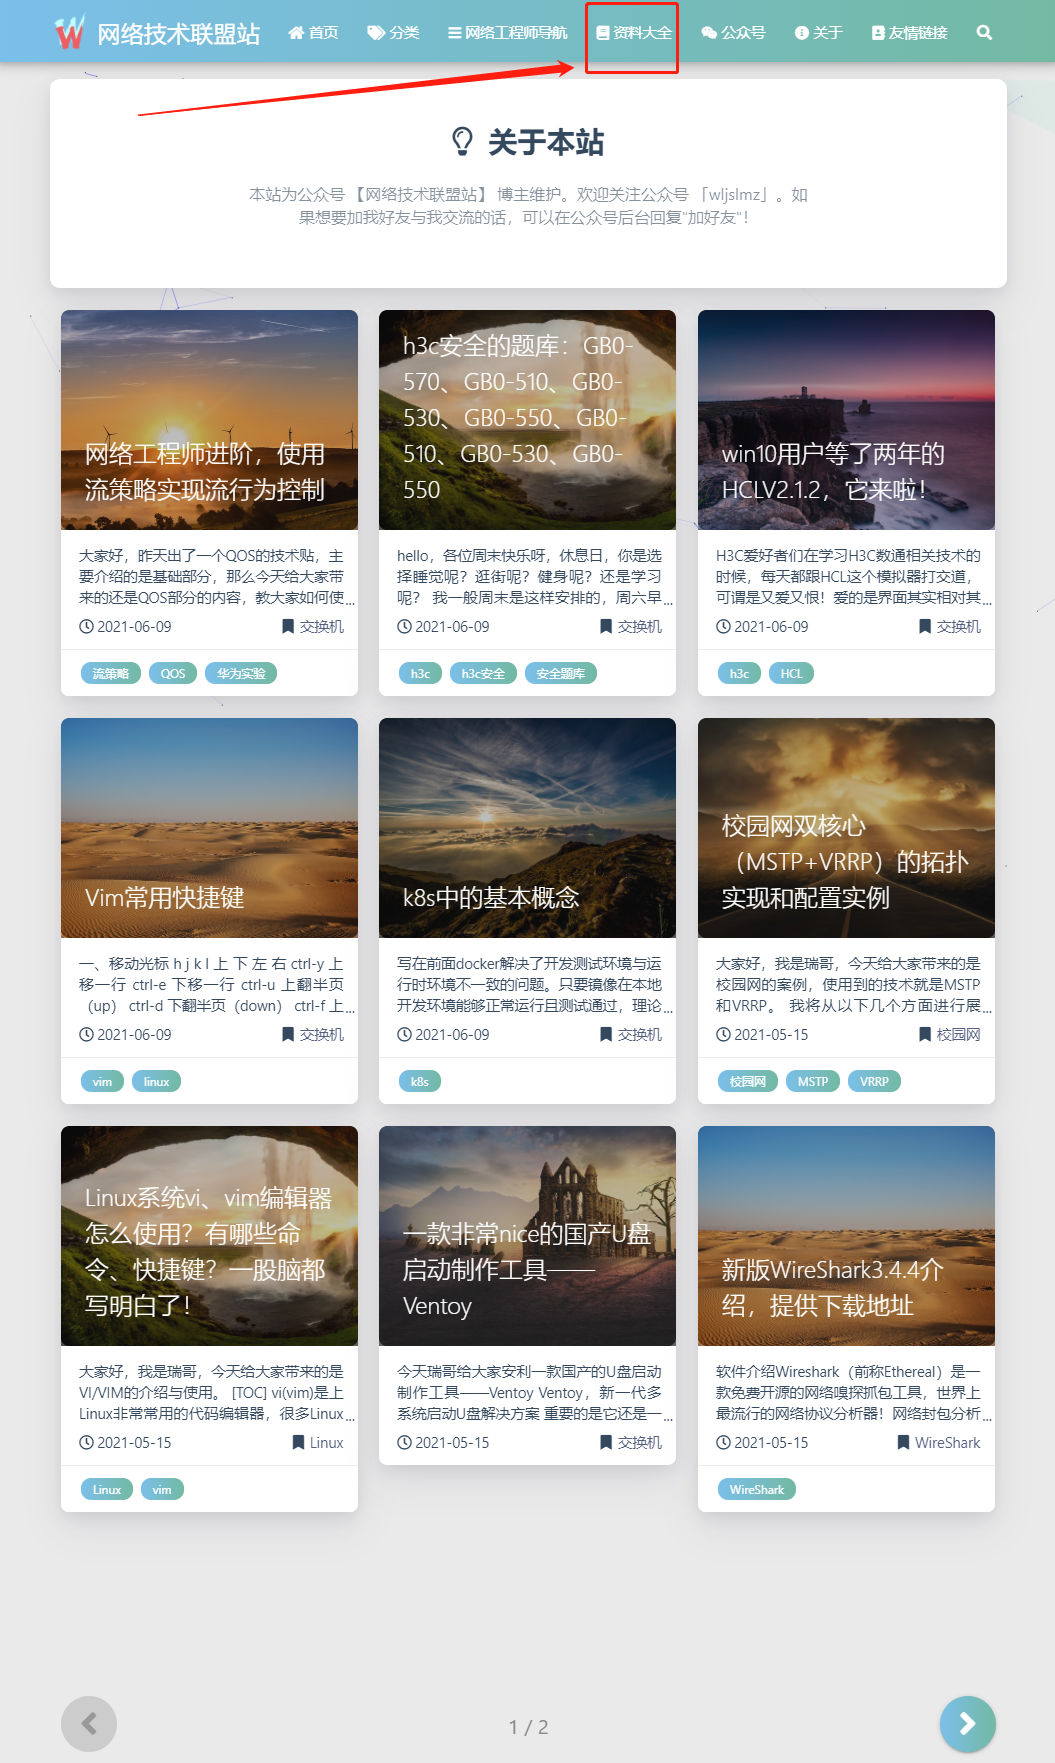 网络技术联盟站 首页 分类 网络工程师导航 资料大全 公众号 关于 友情链接
关于本站
本站为公众号 【网络技术联盟站】 博主维护。欢迎关注公众号 「wljslmz」。如
果想要加我好友与我交流的话，可以在公众号后台回复"加好友"！
网络工程师进阶，使用
流策略实现流行为控制
大家好，昨天出了一个QOS的技术贴，主
要介绍的是基础部分，那么今天给大家带
来的还是QOS部分的内容，教大家如何使...
2021-06-09 交换机
流策略 QOS 华为实验
h3c安全的题库：GB0-
570、GB0-510、GB0-
530、GB0-550、GB0-
510、GB0-530、GB0-
550
hello，各位周末快乐呀，休息日，你是选
择睡觉呢？逛街呢？健身呢？还是学习
呢？ 我一般周末是这样安排的，周六早...
2021-06-09 交换机
h3c h3c安全 安全题库
win10用户等了两年的
HCLV2.1.2，它来啦！
H3C爱好者们在学习H3C数通相关技术的
时候，每天都跟HCL这个模拟器打交道，
可谓是又爱又恨！爱的是界面其实相对其...
2021-06-09 交换机
h3c HCL
Vim常用快捷键
一、移动光标 h j k l 上 下 左 右 ctrl-y 上
移一行 ctrl-e 下移一行 ctrl-u 上翻半页
（up） ctrl-d 下翻半页（down） ctrl-f 上...
2021-06-09 交换机
vim linux
k8s中的基本概念
写在前面docker解决了开发测试环境与运
行时环境不一致的问题。只要镜像在本地
开发环境能够正常运行且测试通过，理论...
2021-06-09 交换机
k8s
校园网双核心
（MSTP+VRRP）的拓扑
实现和配置实例
大家好，我是瑞哥，今天给大家带来的是
校园网的案例，使用到的技术就是MSTP
和VRRP。 我将从以下几个方面进行展...
2021-05-15 校园网
校园网 MSTP VRRP
Linux系统vi、vim编辑器
怎么使用？有哪些命
令、快捷键？一股脑都
写明白了！
大家好，我是瑞哥，今天给大家带来的是
VI/VIM的介绍与使用。 [TOC] vi(vim)是上
Linux非常常用的代码编辑器，很多Linux...
2021-05-15 Linux
Linux vim
一款非常nice的国产U盘
启动制作工具——
Ventoy
今天瑞哥给大家安利一款国产的U盘启动
制作工具——Ventoy Ventoy，新一代多
系统启动U盘解决方案 重要的是它还是一...
2021-05-15 交换机
新版WireShark3.4.4介
绍，提供下载地址
软件介绍Wireshark（前称Ethereal）是一
款免费开源的网络嗅探抓包工具，世界上
最流行的网络协议分析器！网络封包分析...
2021-05-15 WireShark
WireShark
1 / 2